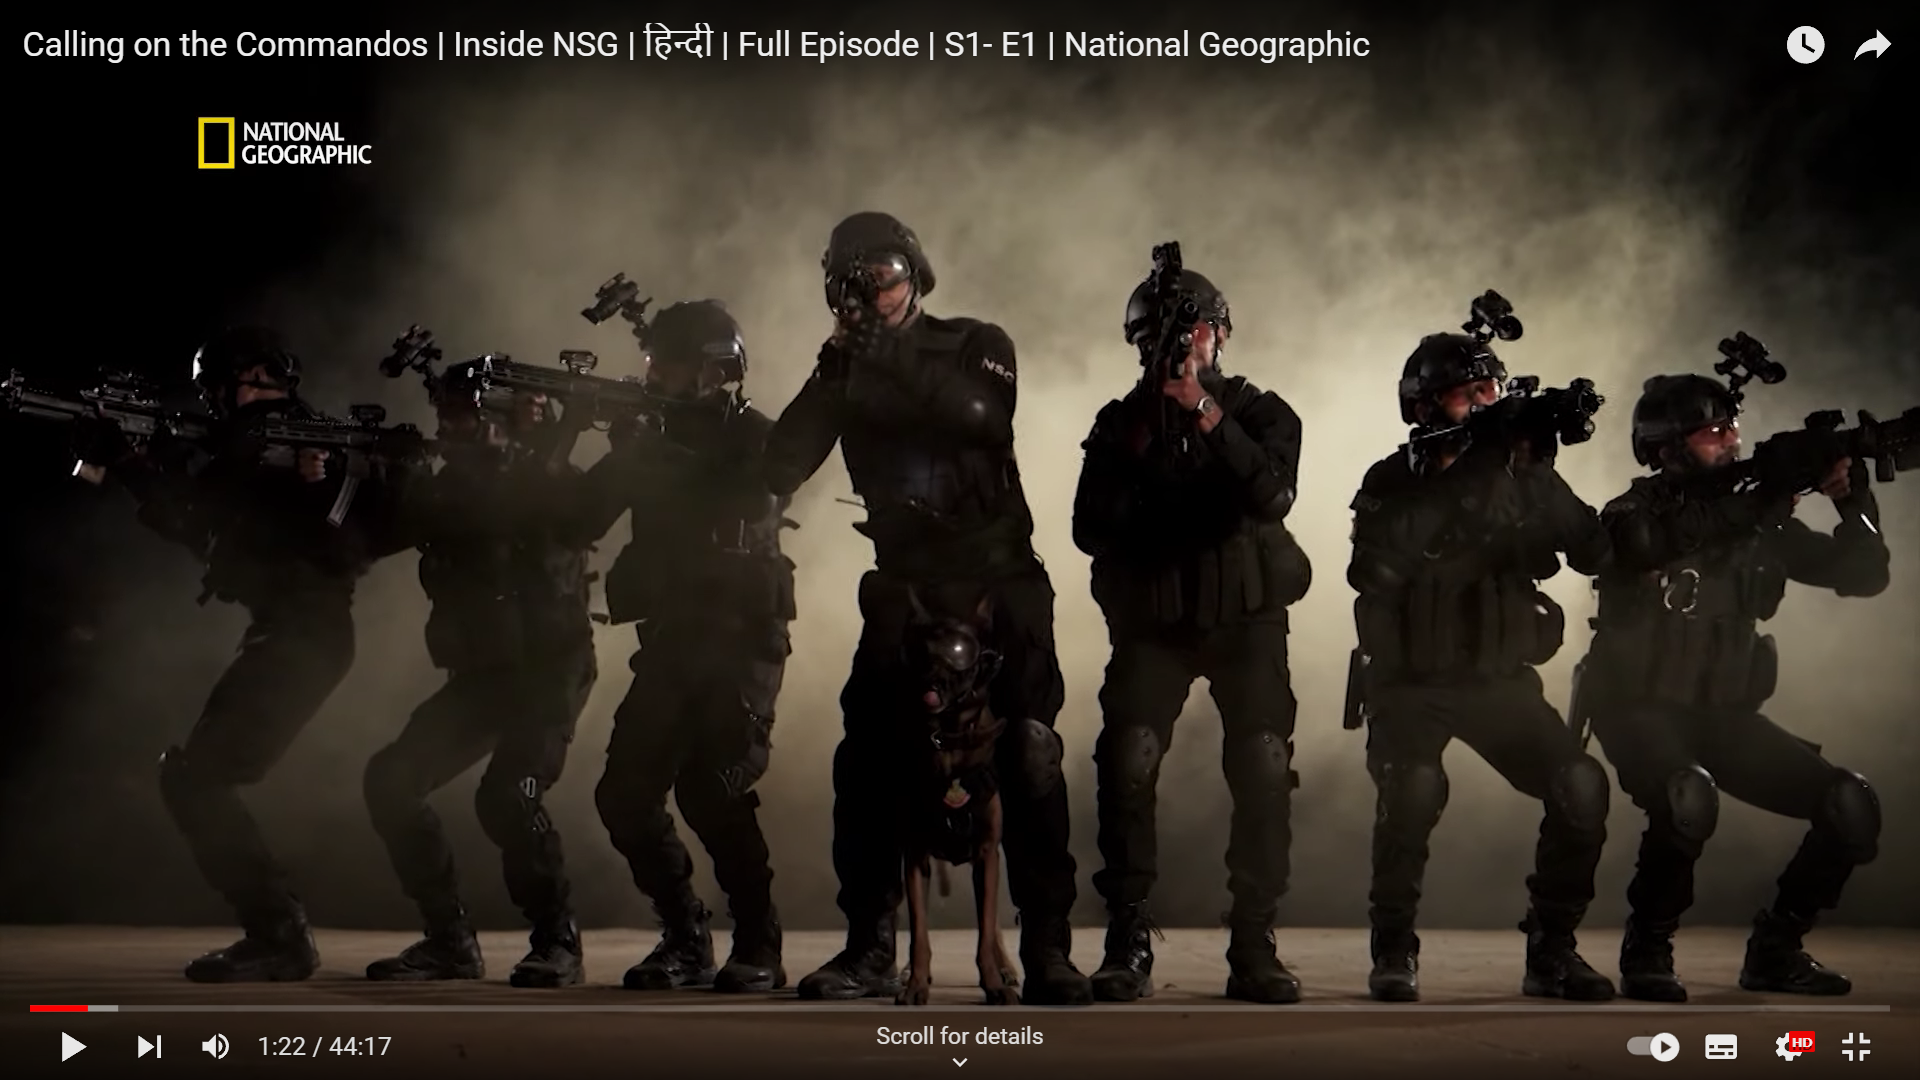 Calling on the Commandos | Inside NSG | हिन्दी | Full Episode | S1- E1 | National Geographic
NATIONAL
GEOGRAPHIC
NSG
Scroll for details
1:22 / 44:17
HD